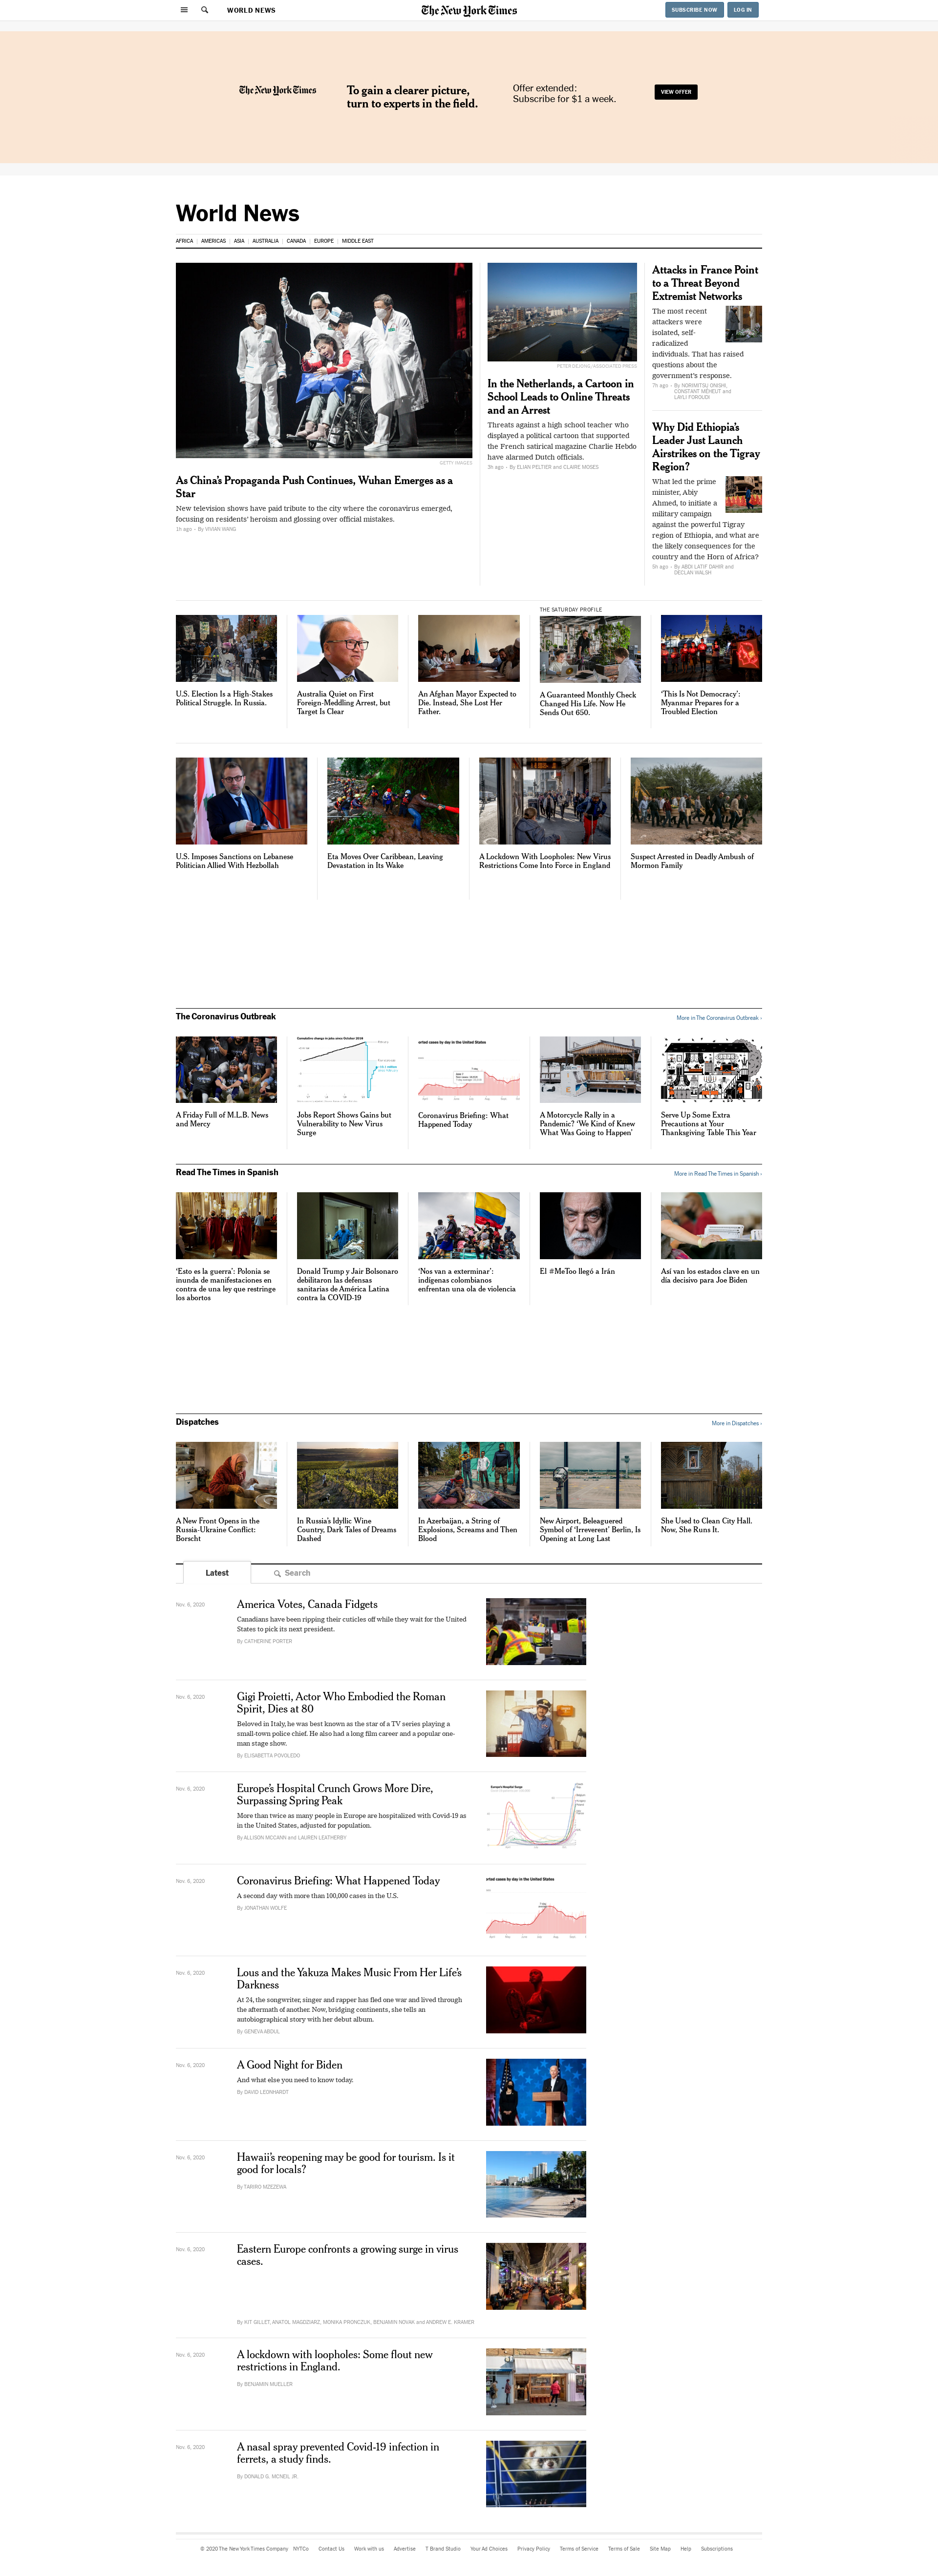 WORLD NEWS
The New York Times
SUBSCRIBE NOW
LOG IN
The New York Times
To gain a clearer picture,
turn to experts in the field.
Offer extended:
Subscribe for $1 a week.
VIEW OFFER
World News
AFRICA
AMERICAS
ASIA
AUSTRALIA
CANADA
EUROPE
MIDDLE EAST
GETTY IMAGES
As China's Propaganda Push Continues, Wuhan Emerges as a
Star
New television shows have paid tribute to the city where the coronavirus emerged,
focusing on residents' heroism and glossing over official mistakes.
1h ago – By VIVIAN WANG
PETER DEJONG/ASSOCIATED PRESS
In the Netherlands, a Cartoon in
School Leads to Online Threats
and an Arrest
Threats against a high school teacher who
displayed a political cartoon that supported
the French satirical magazine Charlie Hebdo
have alarmed Dutch officials.
3h ago – By ELIAN PELTIER and CLAIRE MOSES
Attacks in France Point
to a Threat Beyond
Extremist Networks
The most recent
attackers were
isolated, self-
radicalized
individuals. That has raised
questions about the
government's response.
7h ago – By NORIMITSU ONISHI,
CONSTANT MÉHEUT and
LAYLI FOROUDI
Why Did Ethiopia's
Leader Just Launch
Airstrikes on the Tigray
Region?
What led the prime
minister, Abiy
Ahmed, to initiate a
military campaign
against the powerful Tigray
region of Ethiopia, and what are
the likely consequences for the
country and the Horn of Africa?
5h ago – By ABDI LATIF DAHIR and
DECLAN WALSH
U.S. Election Is a High-Stakes
Political Struggle. In Russia.
Australia Quiet on First
Foreign-Meddling Arrest, but
Target Is Clear
An Afghan Mayor Expected to
Die. Instead, She Lost Her
Father.
THE SATURDAY PROFILE
A Guaranteed Monthly Check
Changed His Life. Now He
Sends Out 650.
'This Is Not Democracy':
Myanmar Prepares for a
Troubled Election
U.S. Imposes Sanctions on Lebanese
Politician Allied With Hezbollah
Eta Moves Over Caribbean, Leaving
Devastation in Its Wake
A Lockdown With Loopholes: New Virus
Restrictions Come Into Force in England
Suspect Arrested in Deadly Ambush of
Mormon Family
The Coronavirus Outbreak
More in The Coronavirus Outbreak ›
A Friday Full of M.L.B. News
and Mercy
Cumulative change in jobs since October 2010
Jobs Report Shows Gains but
Vulnerability to New Virus
Surge
orted cases by day in the United States
Coronavirus Briefing: What
Happened Today
A Motorcycle Rally in a
Pandemic? 'We Kind of Knew
What Was Going to Happen'
Serve Up Some Extra
Precautions at Your
Thanksgiving Table This Year
Read The Times in Spanish
More in Read The Times in Spanish ›
'Esto es la guerra': Polonia se
inunda de manifestaciones en
contra de una ley que restringe
los abortos
Donald Trump y Jair Bolsonaro
debilitaron las defensas
sanitarias de América Latina
contra la COVID-19
'Nos van a exterminar':
indígenas colombianos
enfrentan una ola de violencia
El #MeToo llegó a Irán
Así van los estados clave en un
día decisivo para Joe Biden
Dispatches
More in Dispatches ›
A New Front Opens in the
Russia-Ukraine Conflict:
Borscht
In Russia's Idyllic Wine
Country, Dark Tales of Dreams
Dashed
In Azerbaijan, a String of
Explosions, Screams and Then
Blood
New Airport, Beleaguered
Symbol of 'Irreverent' Berlin, Is
Opening at Long Last
She Used to Clean City Hall.
Now, She Runs It.
Latest
Search
Nov. 6, 2020
America Votes, Canada Fidgets
Canadians have been ripping their cuticles off while they wait for the United
States to pick its next president.
By CATHERINE PORTER
Nov. 6, 2020
Gigi Proietti, Actor Who Embodied the Roman
Spirit, Dies at 80
Beloved in Italy, he was best known as the star of a TV series playing a
small-town police chief. He also had a long film career and a popular one-
man stage show.
By ELISABETTA POVOLEDO
Nov. 6, 2020
Europe's Hospital Crunch Grows More Dire,
Surpassing Spring Peak
More than twice as many people in Europe are hospitalized with Covid-19 as
in the United States, adjusted for population.
By ALLISON MCCANN and LAUREN LEATHERBY
Europe's Hospital Surge
Nov. 6, 2020
Coronavirus Briefing: What Happened Today
A second day with more than 100,000 cases in the U.S.
By JONATHAN WOLFE
orted cases by day in the United States
Nov. 6, 2020
Lous and the Yakuza Makes Music From Her Life's
Darkness
At 24, the songwriter, singer and rapper has fled one war and lived through
the aftermath of another. Now, bridging continents, she tells an
autobiographical story with her debut album.
By GENEVA ABDUL
Nov. 6, 2020
A Good Night for Biden
And what else you need to know today.
By DAVID LEONHARDT
Nov. 6, 2020
Hawaii's reopening may be good for tourism. Is it
good for locals?
By TARIRO MZEZEWA
Nov. 6, 2020
Eastern Europe confronts a growing surge in virus
cases.
By KIT GILLET, ANATOL MAGDZIARZ, MONIKA PRONCZUK, BENJAMIN NOVAK and ANDREW E. KRAMER
Nov. 6, 2020
A lockdown with loopholes: Some flout new
restrictions in England.
By BENJAMIN MUELLER
Nov. 6, 2020
A nasal spray prevented Covid-19 infection in
ferrets, a study finds.
By DONALD G. MCNEIL JR.
© 2020 The New York Times Company
NYTCo
Contact Us
Work with us
Advertise
T Brand Studio
Your Ad Choices
Privacy Policy
Terms of Service
Terms of Sale
Site Map
Help
Subscriptions